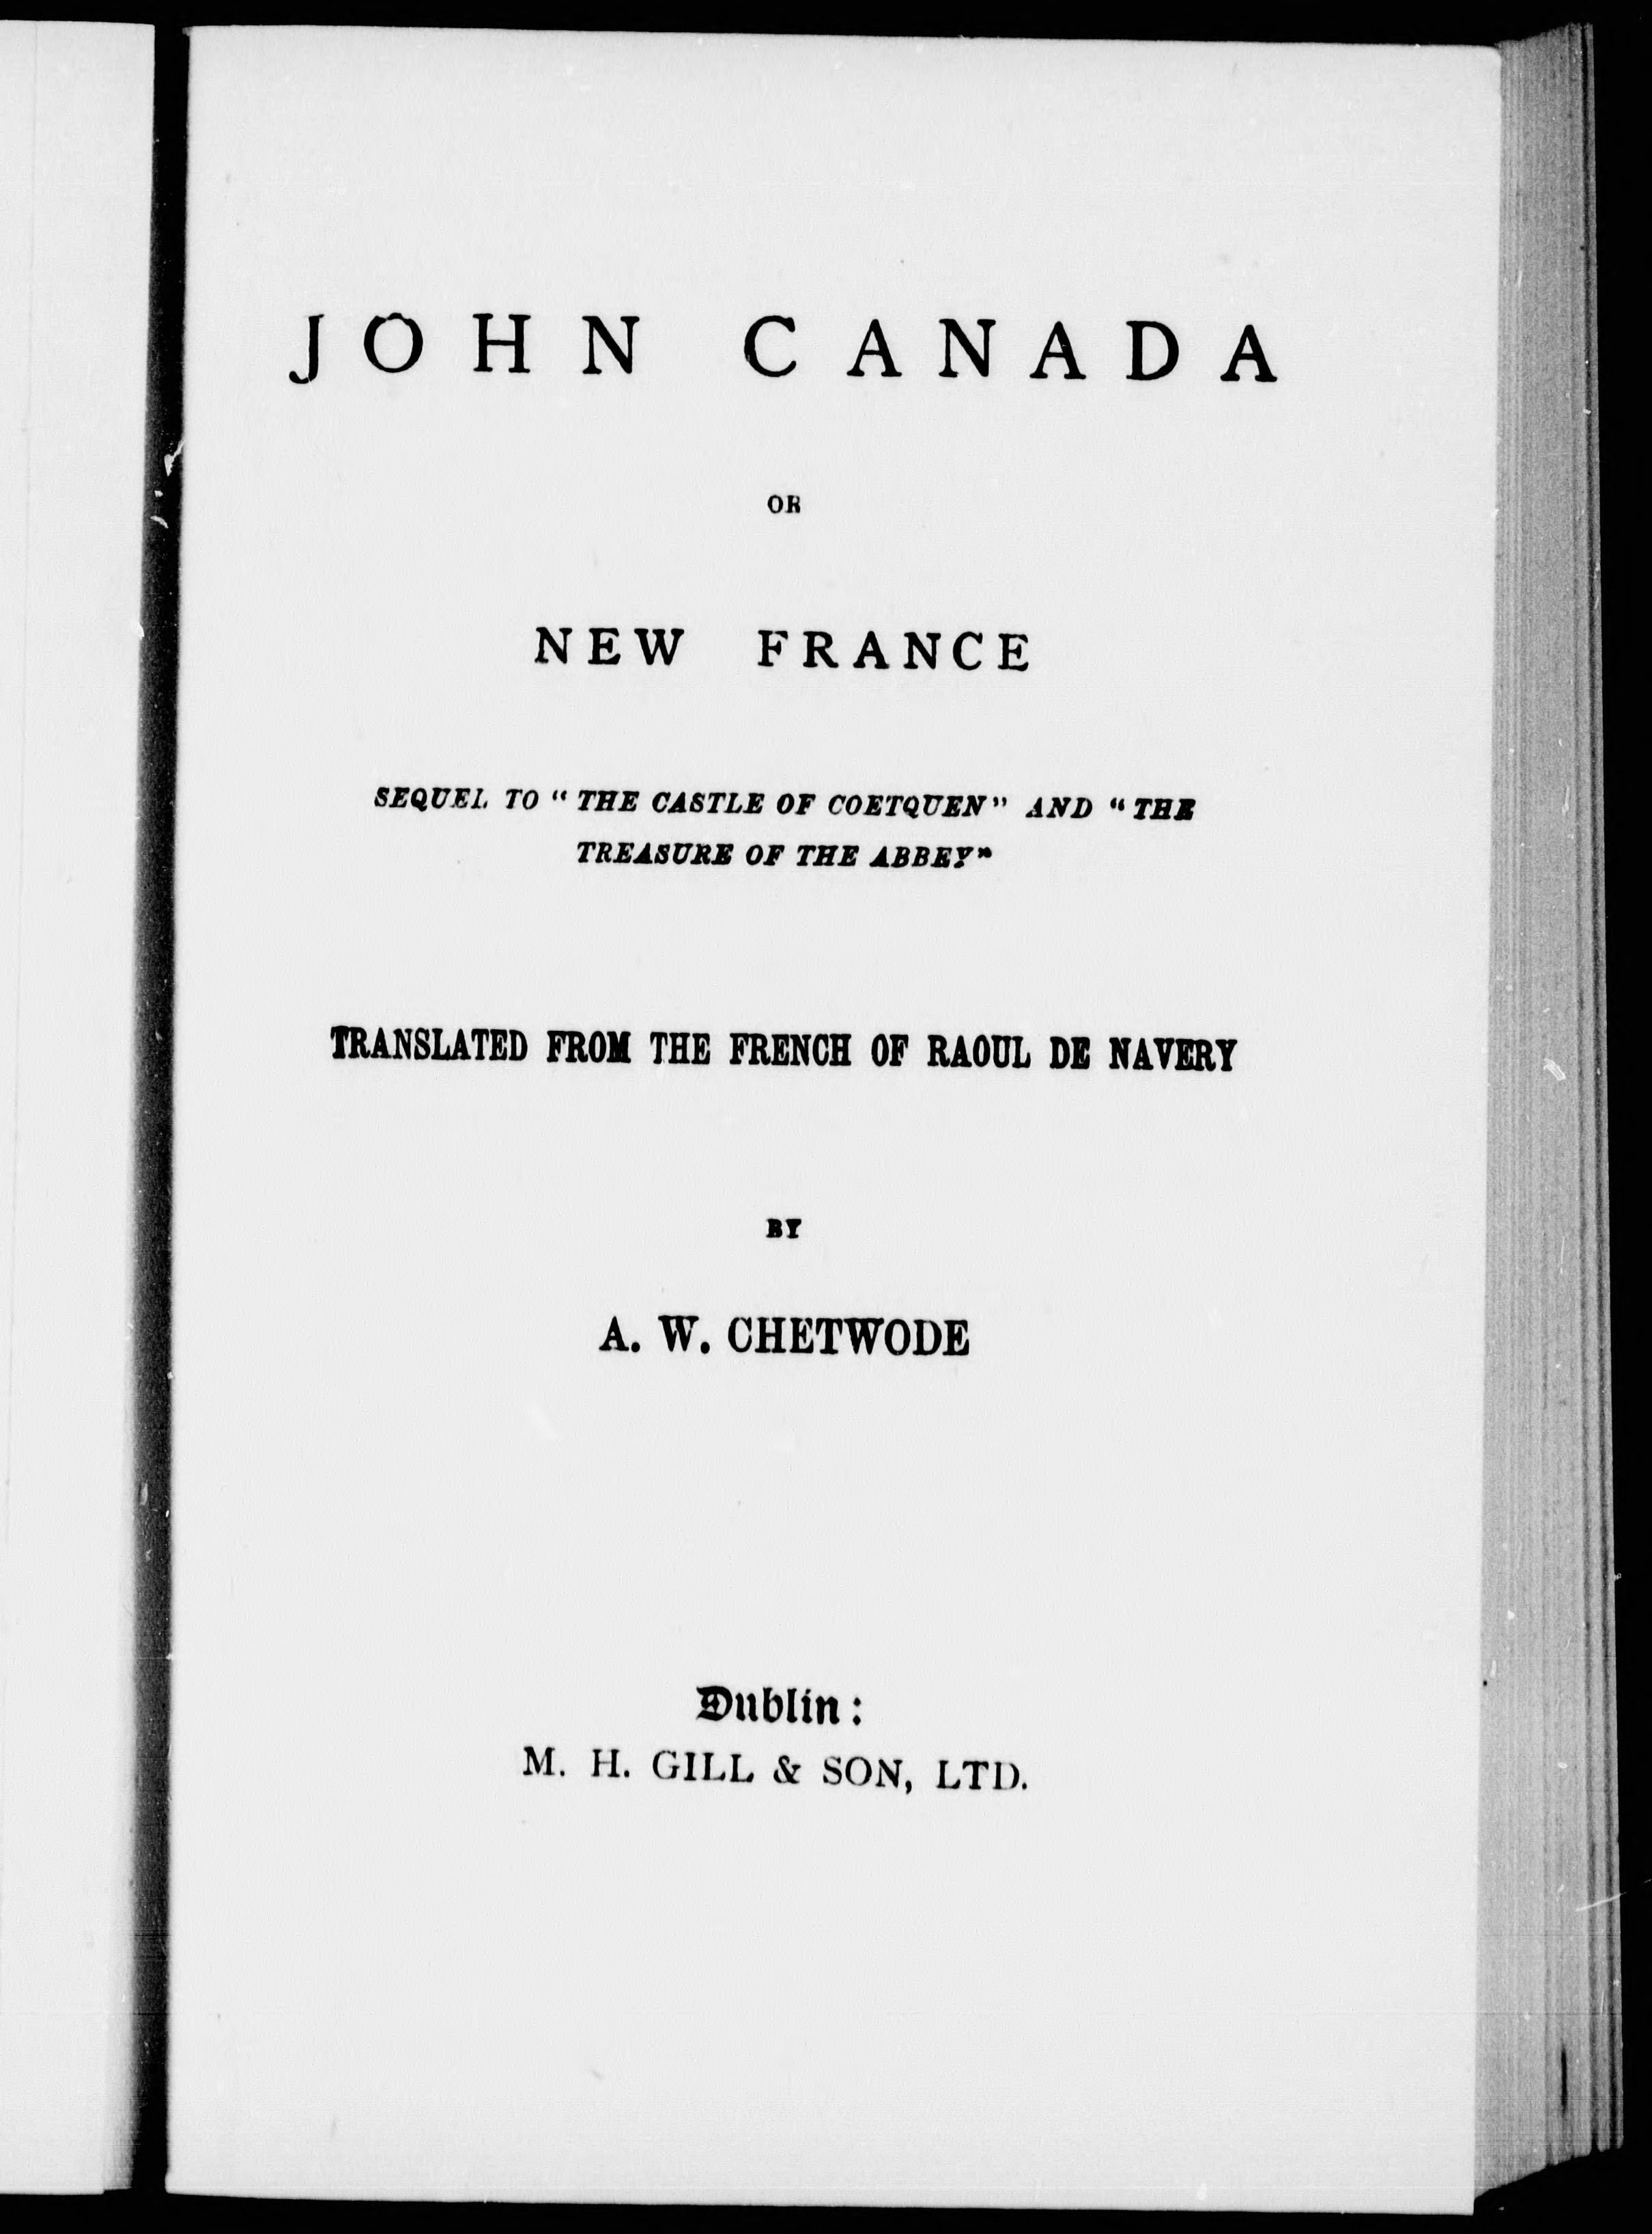 JOHN CANADA
OR
NEW FRANCE
SEQUEL TO "THE CASTLE OF COETQUEN" AND "THE
TREASURE OF THE ABBEY"
TRANSLATED FROM THE FRENCH OF RAOUL DE NAVERY
BY
A. W. CHETWODE
Dublin:
M. H. GILL & SON, LTD.